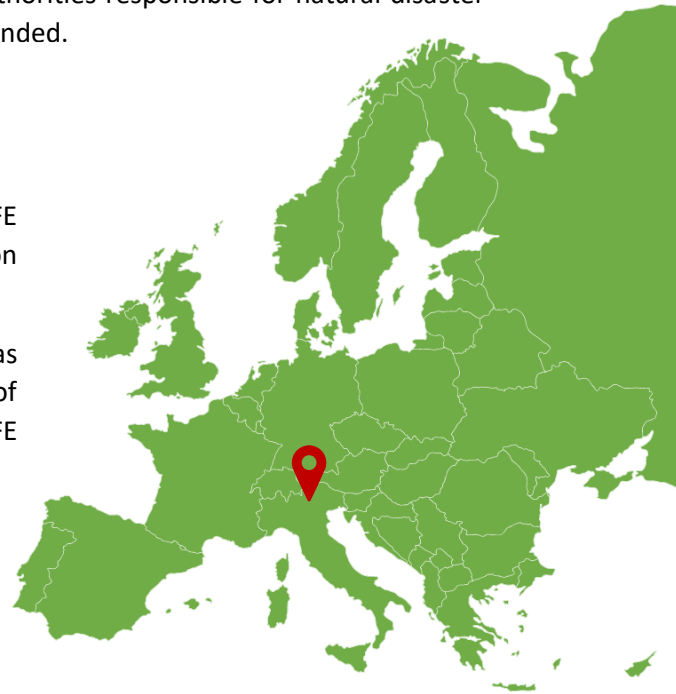 thorities responsible for natural disaster
nded.
FE
on
as
of
FE